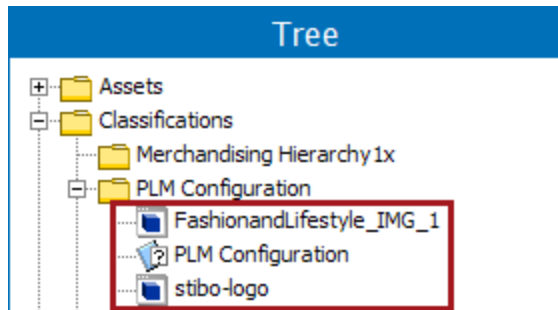 Tree
Assets
Classifications
Merchandising Hierarchy 1x
PLM Configuration
FashionandLifestyle_IMG_1
PLM Configuration
stibo-logo